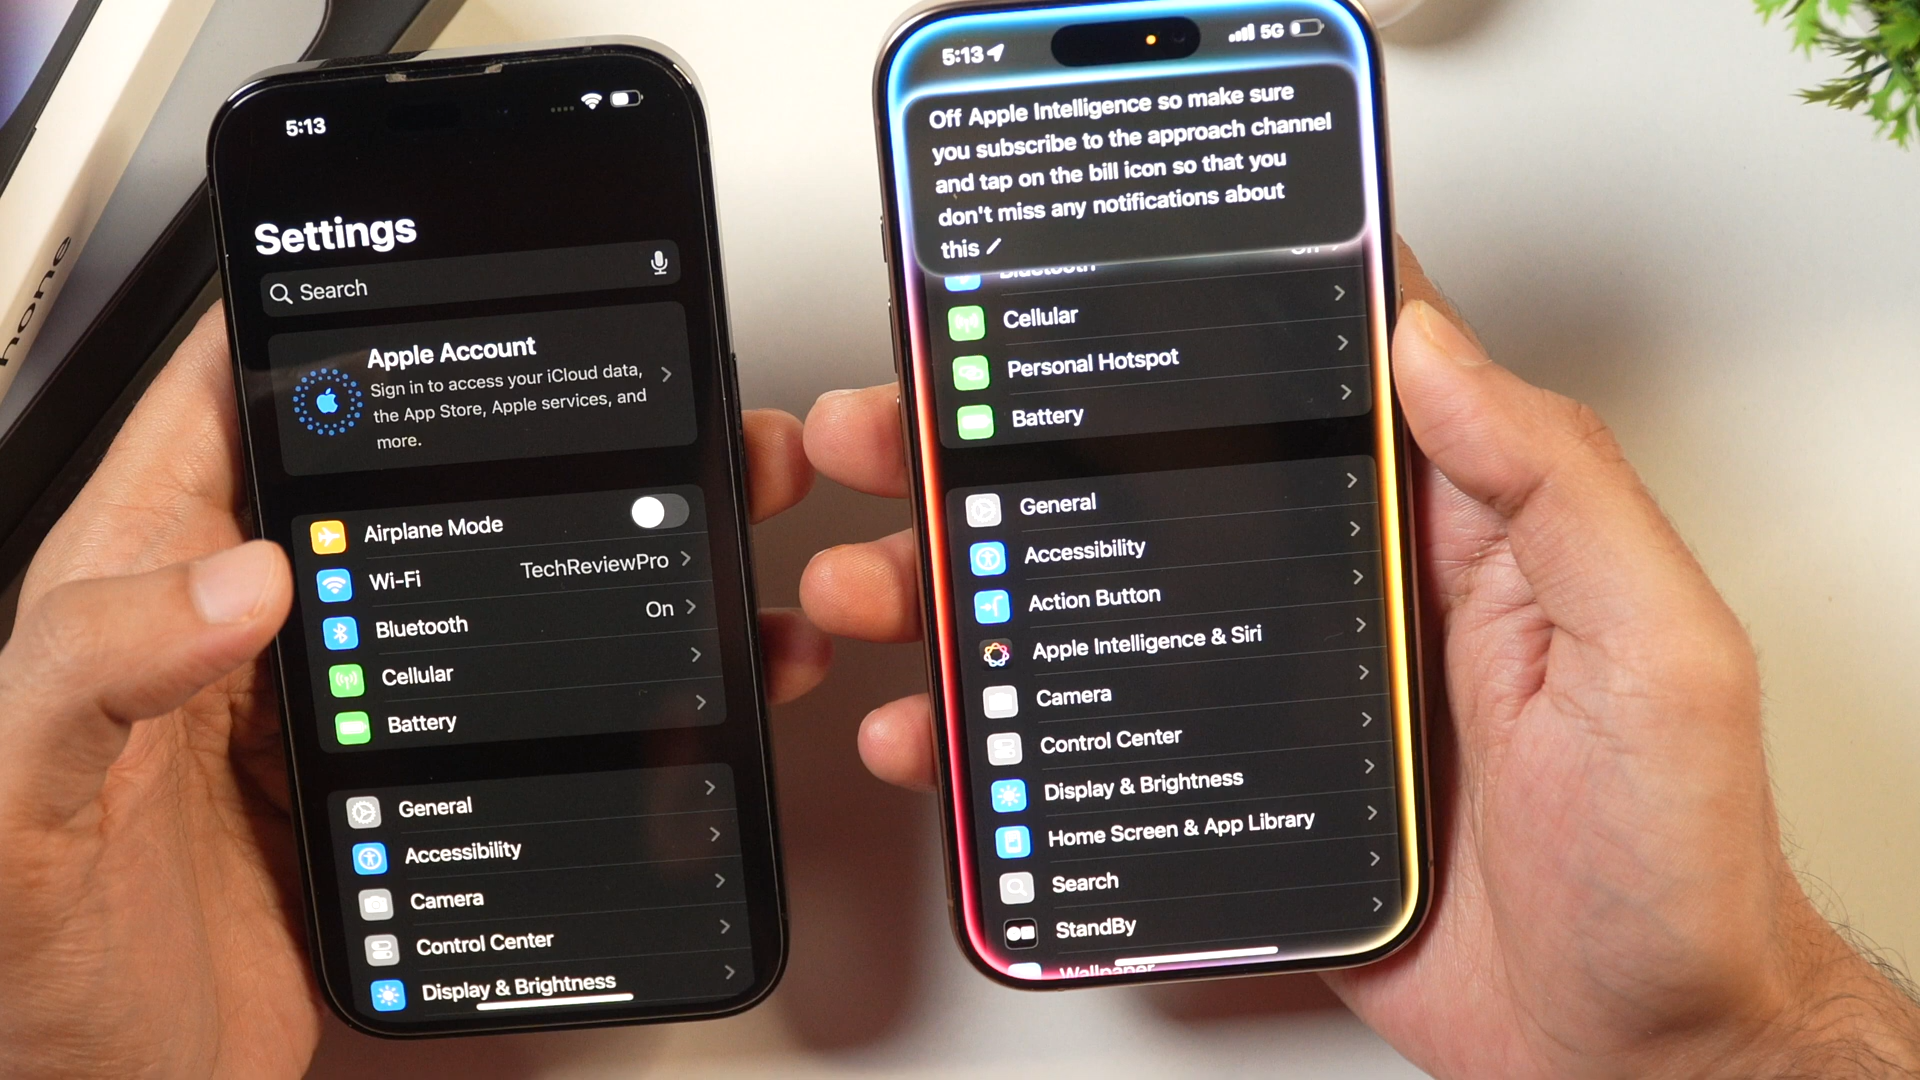 hone
5:13
Settings
Search
Apple Account
Sign in to access your iCloud data,
the App Store, Apple services, and
more.
Airplane Mode
Wi-Fi TechReviewPro
Bluetooth On
Cellular
Battery
General
Accessibility
Camera
Control Center
Display & Brightness
5:13 5G
Off Apple Intelligence so make sure
you subscribe to the approach channel
and tap on the bill icon so that you
don't miss any notifications about
this
Bluetooth On
Cellular
Personal Hotspot
Battery
General
Accessibility
Action Button
Apple Intelligence & Siri
Camera
Control Center
Display & Brightness
Home Screen & App Library
Search
StandBy
Wallpaper